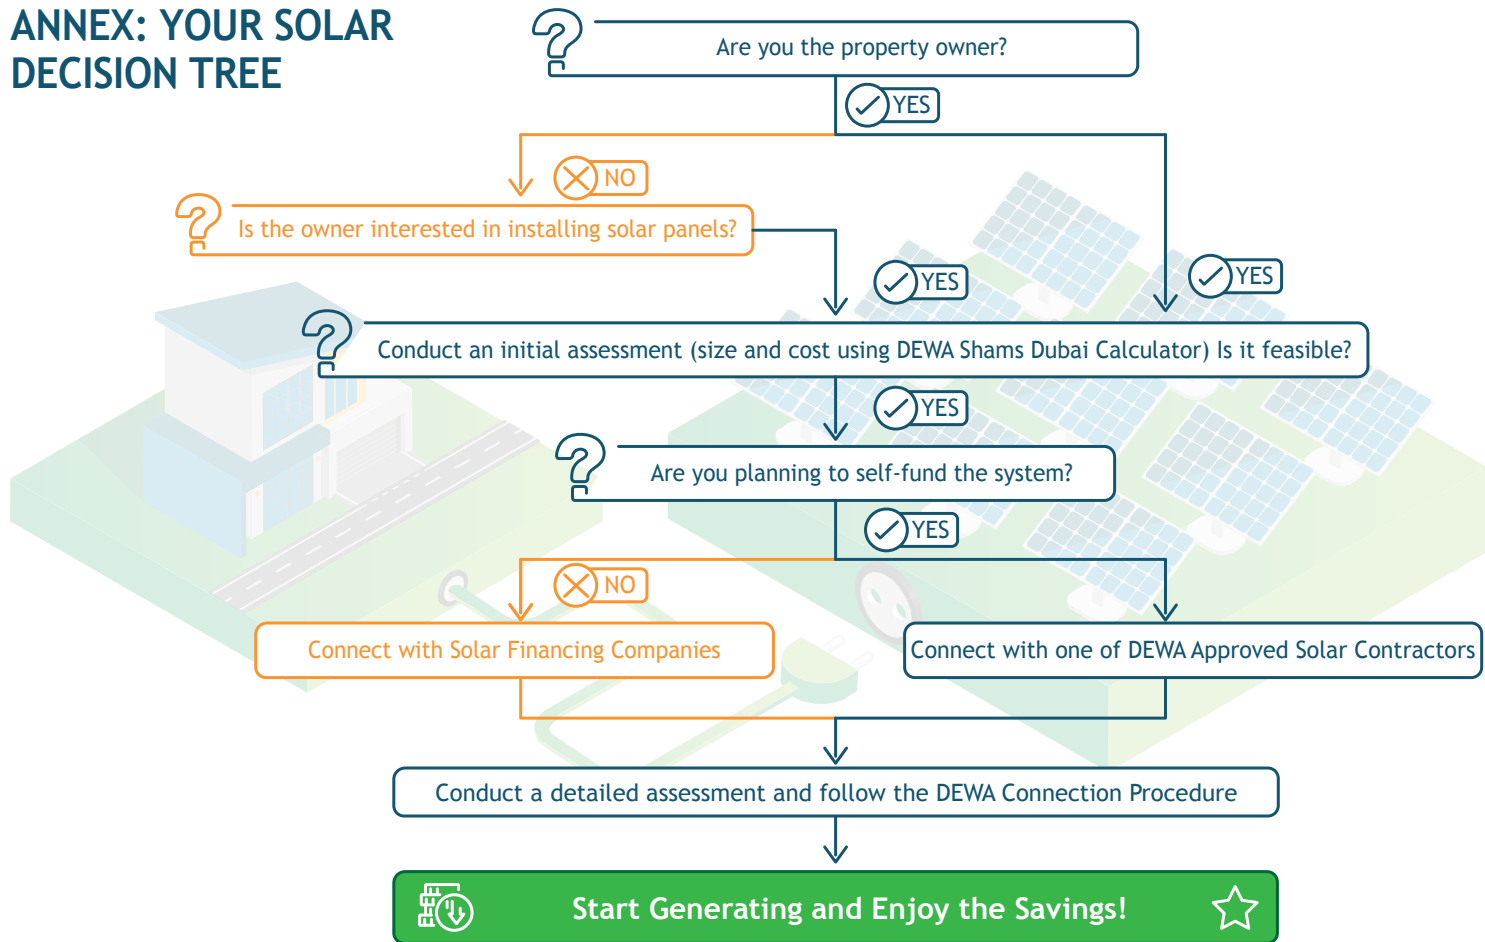 ANNEX: YOUR SOLAR
DECISION TREE
Are you the property owner?
YES
NO
Is the owner interested in installing solar panels?
YES
YES
Conduct an initial assessment (size and cost using DEWA Shams Dubai Calculator) Is it feasible?
YES
Are you planning to self-fund the system?
YES
NO
Connect with Solar Financing Companies
Connect with one of DEWA Approved Solar Contractors
Conduct a detailed assessment and follow the DEWA Connection Procedure
Start Generating and Enjoy the Savings!